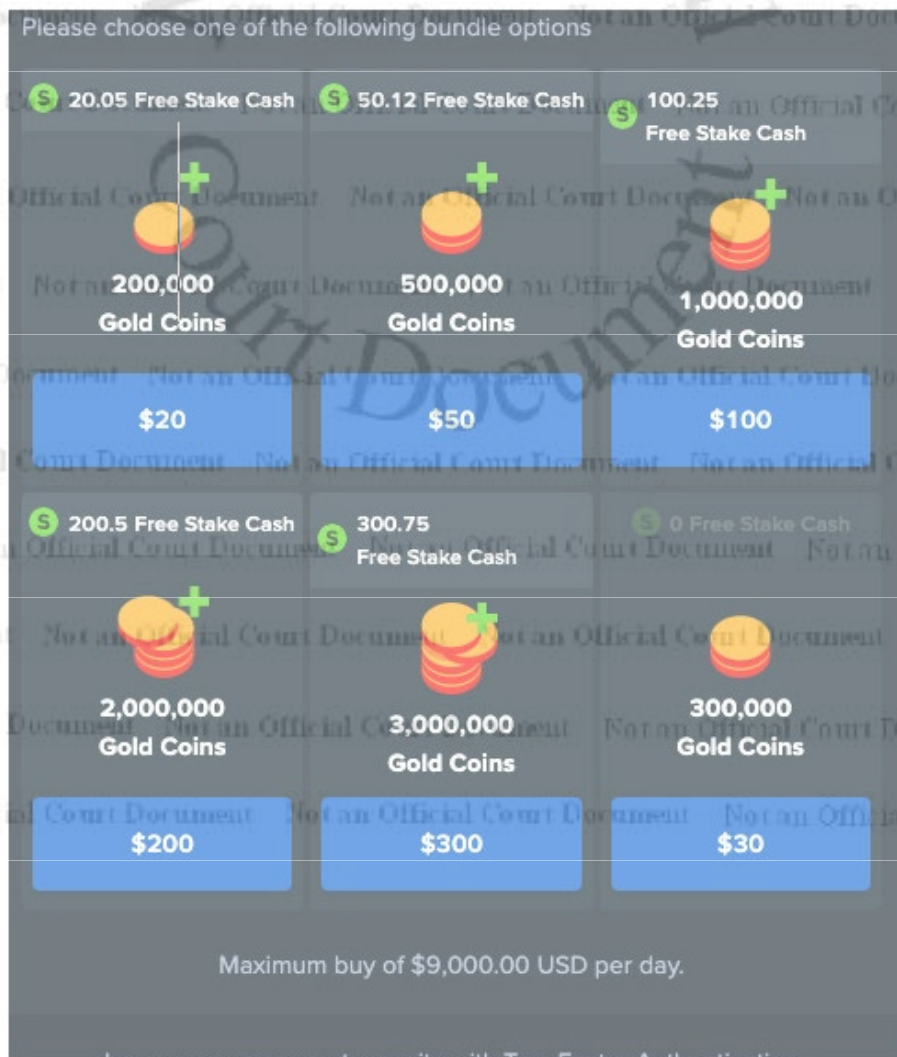 Please choose one of the following bundle options
S 20.05 Free Stake Cash
S 50.12 Free Stake Cash
S 100.25
Free Stake Cash
200,000
Gold Coins
500,000
Gold Coins
1,000,000
Gold Coins
$20
$50
$100
S 200.5 Free Stake Cash
S 300.75
Free Stake Cash
S 0 Free Stake Cash
2,000,000
Gold Coins
3,000,000
Gold Coins
300,000
Gold Coins
$200
$300
$30
Maximum buy of $9,000.00 USD per day.
Court Document
Not an Official Court Document